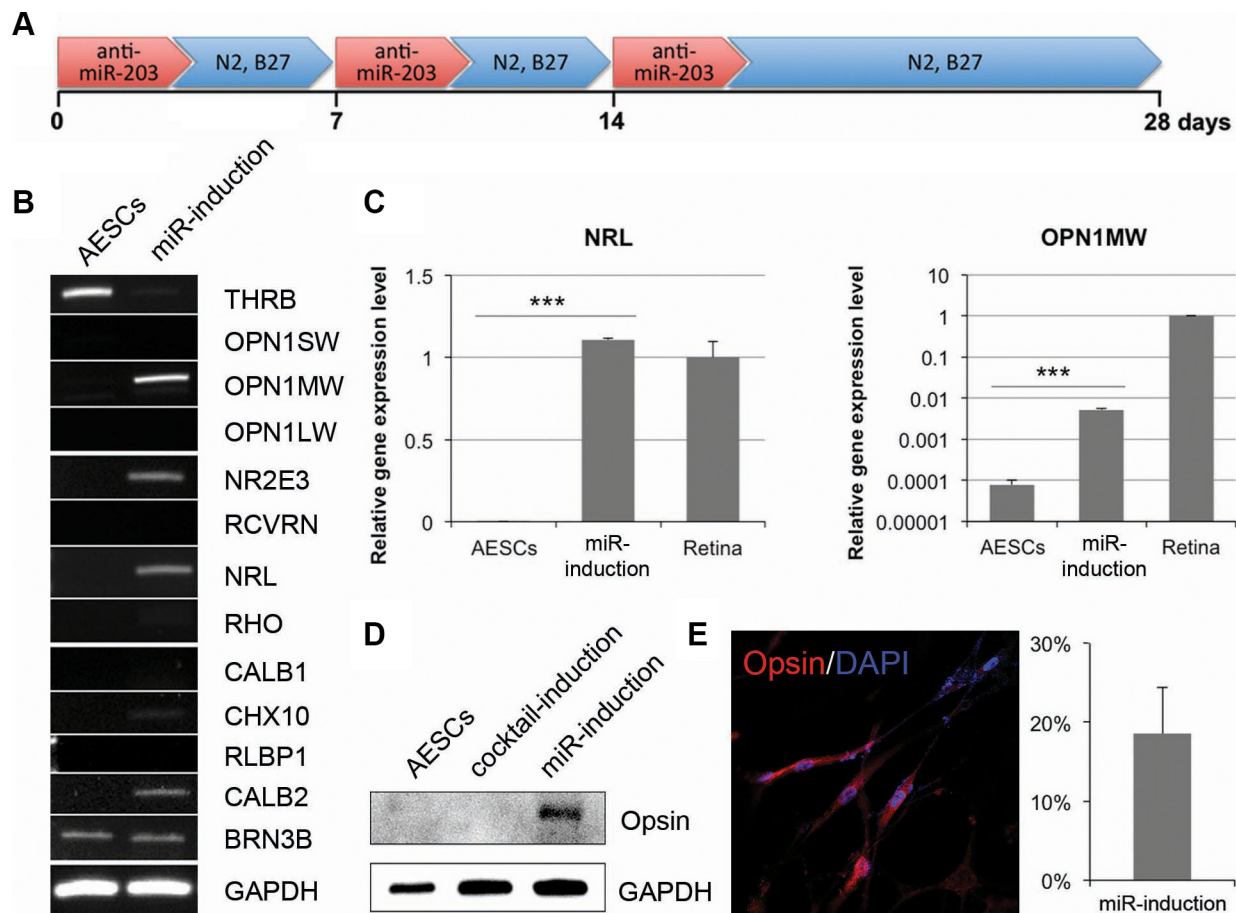 A
anti-
miR-203
N2, B27
anti-
miR-203
N2, B27
anti-
miR-203
N2, B27
0
7
14
28 days
B
AESCs
miR-induction
THRB
OPN1SW
OPN1MW
OPN1LW
NR2E3
RCVRN
NRL
RHO
CALB1
CHX10
RLBP1
CALB2
BRN3B
GAPDH
C
NRL
Relative gene expression level
1.5
1
0.5
0
***
AESCs
miR-
induction
Retina
OPN1MW
Relative gene expression level
10
1
0.1
0.01
0.001
0.0001
0.00001
***
AESCs
miR-
induction
Retina
D
AESCs
cocktail-induction
miR-induction
Opsin
GAPDH
E
Opsin/DAPI
30%
20%
10%
0%
miR-induction